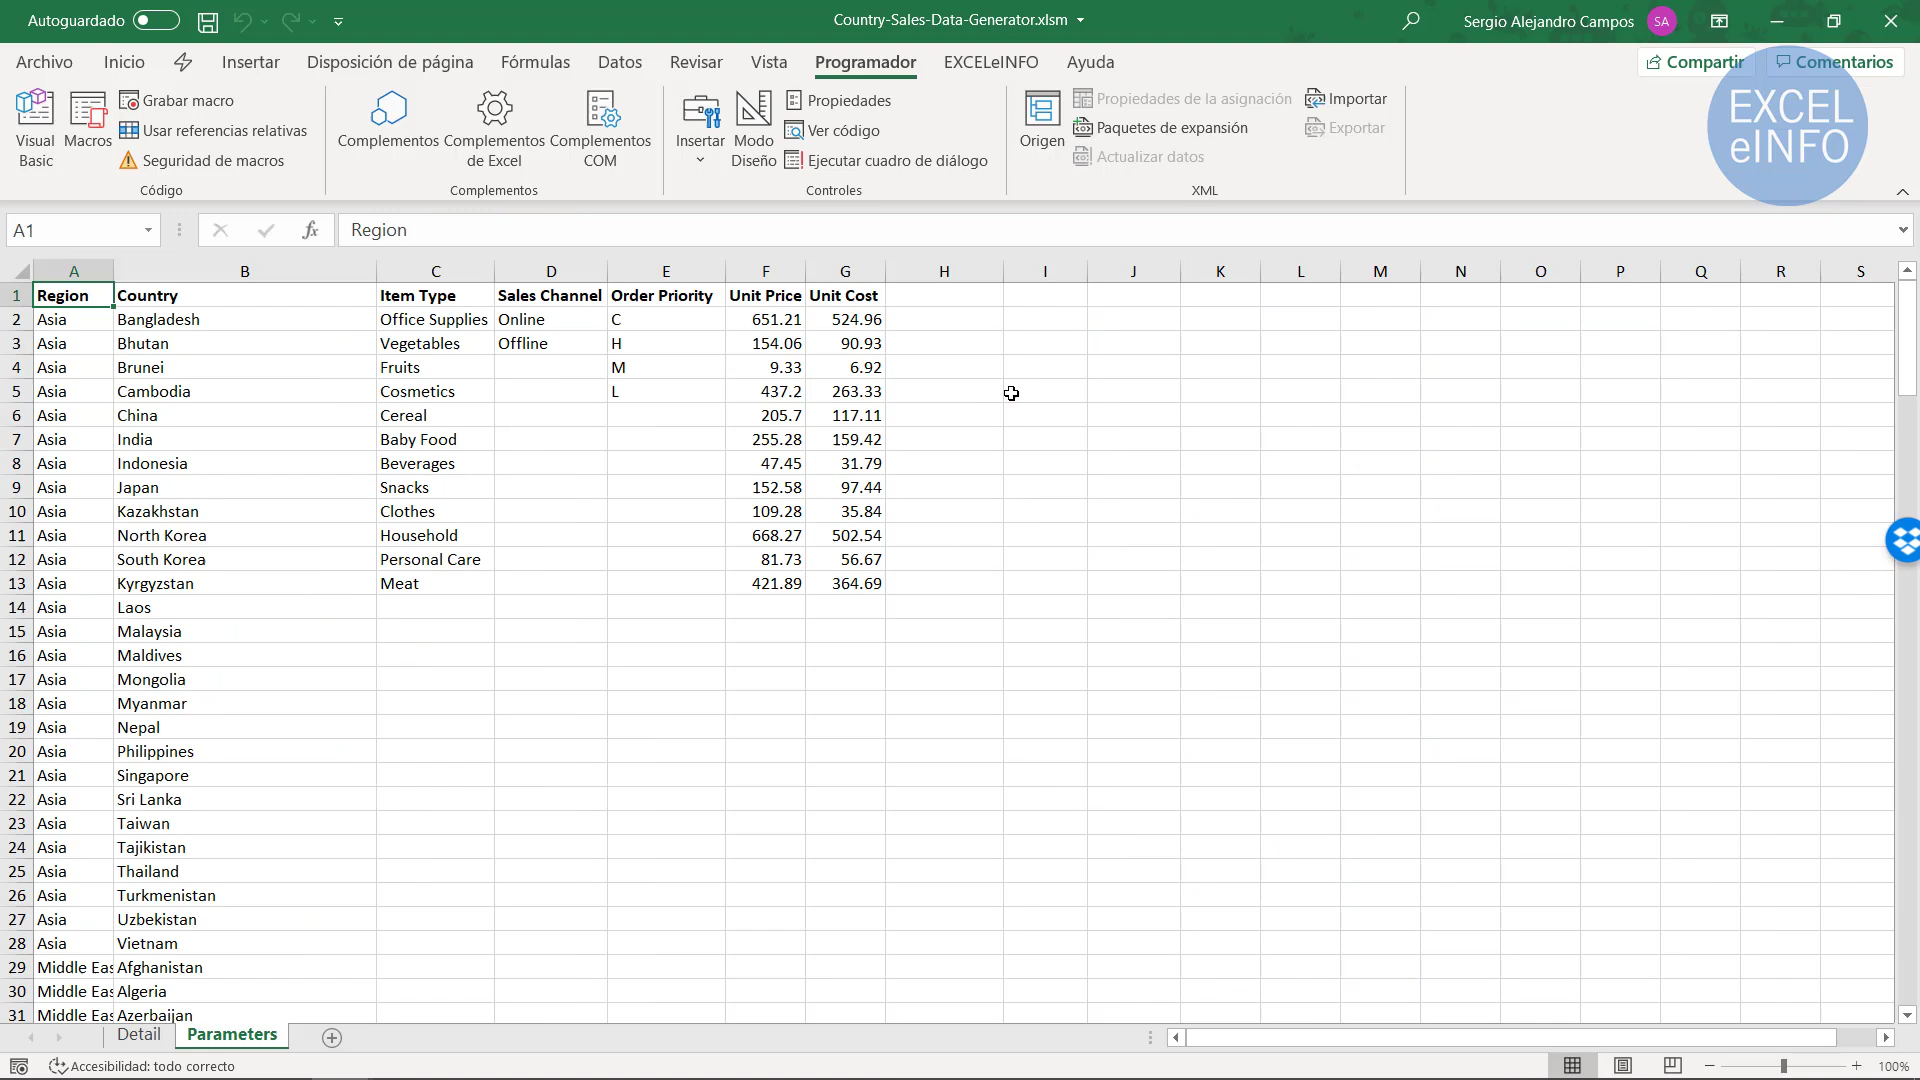 Autoguardado
Country-Sales-Data-Generator.xlsm
Sergio Alejandro Campos SA
Archivo Inicio Insertar Disposición de página Fórmulas Datos Revisar Vista Programador EXCELeINFO Ayuda Compartir Comentarios
Visual Basic
Macros
Grabar macro
Usar referencias relativas
Seguridad de macros
Código
Complementos
Complementos de Excel
Complementos COM
Complementos
Insertar
Modo Diseño
Propiedades
Ver código
Ejecutar cuadro de diálogo
Controles
Origen
Propiedades de la asignación
Paquetes de expansión
Actualizar datos
Importar
Exportar
XML
EXCEL
eINFO
A1 fx Region
A B C D E F G H I J K L M N O P Q R S
1 Region Country Item Type Sales Channel Order Priority Unit Price Unit Cost
2 Asia Bangladesh Office Supplies Online C 651.21 524.96
3 Asia Bhutan Vegetables Offline H 154.06 90.93
4 Asia Brunei Fruits M 9.33 6.92
5 Asia Cambodia Cosmetics L 437.2 263.33
6 Asia China Cereal 205.7 117.11
7 Asia India Baby Food 255.28 159.42
8 Asia Indonesia Beverages 47.45 31.79
9 Asia Japan Snacks 152.58 97.44
10 Asia Kazakhstan Clothes 109.28 35.84
11 Asia North Korea Household 668.27 502.54
12 Asia South Korea Personal Care 81.73 56.67
13 Asia Kyrgyzstan Meat 421.89 364.69
14 Asia Laos
15 Asia Malaysia
16 Asia Maldives
17 Asia Mongolia
18 Asia Myanmar
19 Asia Nepal
20 Asia Philippines
21 Asia Singapore
22 Asia Sri Lanka
23 Asia Taiwan
24 Asia Tajikistan
25 Asia Thailand
26 Asia Turkmenistan
27 Asia Uzbekistan
28 Asia Vietnam
29 Middle Eas Afghanistan
30 Middle Eas Algeria
31 Middle Eas Azerbaijan
Detail Parameters
Accesibilidad: todo correcto
100%